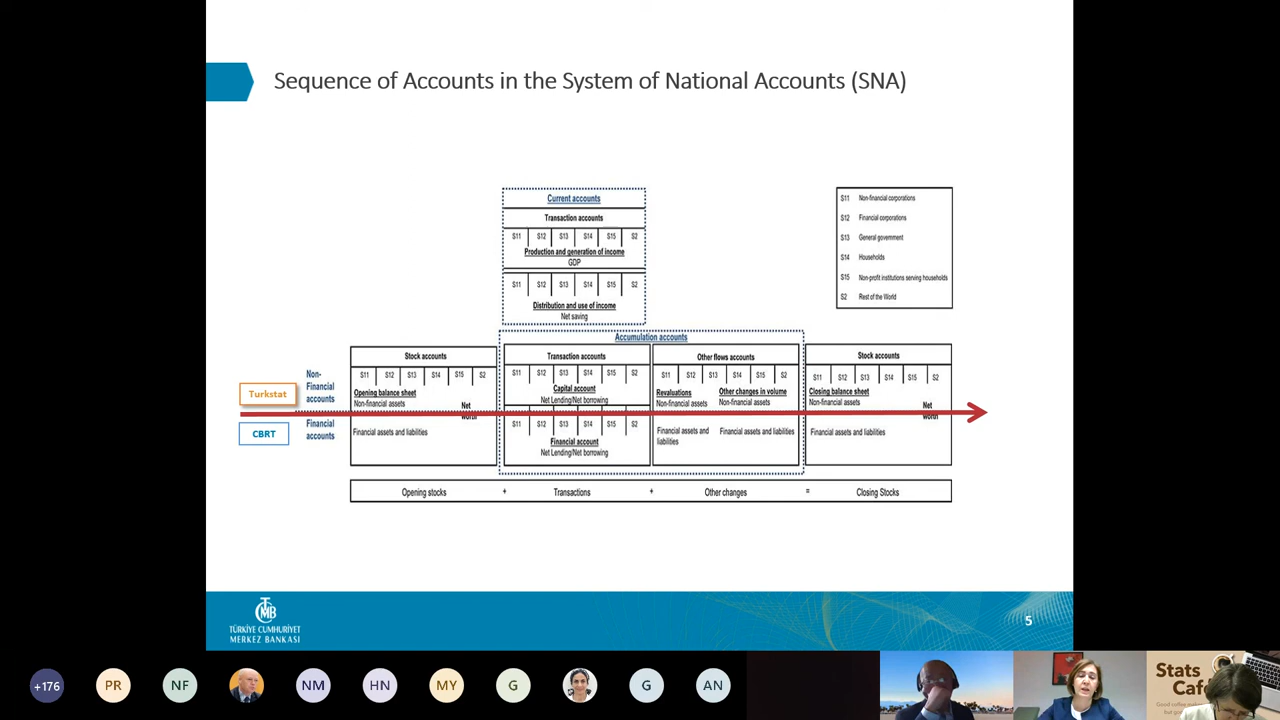 Sequence of Accounts in the System of National Accounts (SNA)
Current accounts
Transaction accounts
S11 S12 S13 S14 S15 S2
Production and generation of income
GDP
S11 S12 S13 S14 S15 S2
Distribution and use of income
Net saving
S11 Non-financial corporations
S12 Financial corporations
S13 General government
S14 Households
S15 Non-profit institutions serving households
S2 Rest of the World
Accumulation accounts
Turkstat
CBRT
Non-
Financial
accounts
Financial
accounts
Stock accounts
S11 S12 S13 S14 S15 S2
Opening balance sheet
Non-financial assets
Net
worth
Financial assets and liabilities
Transaction accounts
S11 S12 S13 S14 S15 S2
Capital account
Net Lending/Net borrowing
S11 S12 S13 S14 S15 S2
Financial account
Net Lending/Net borrowing
Other flows accounts
S11 S12 S13 S14 S15 S2
Revaluations
Non-financial assets
Financial assets and
liabilities
Other changes in volume
Non-financial assets
Financial assets and liabilities
Stock accounts
S11 S12 S13 S14 S15 S2
Closing balance sheet
Non-financial assets
Net
worth
Financial assets and liabilities
Opening stocks + Transactions + Other changes = Closing Stocks
TCMB
TÜRKİYE CUMHURİYET
MERKEZ BANKASI
5
+176 PR NF NM HN MY G G AN
Stats
Café